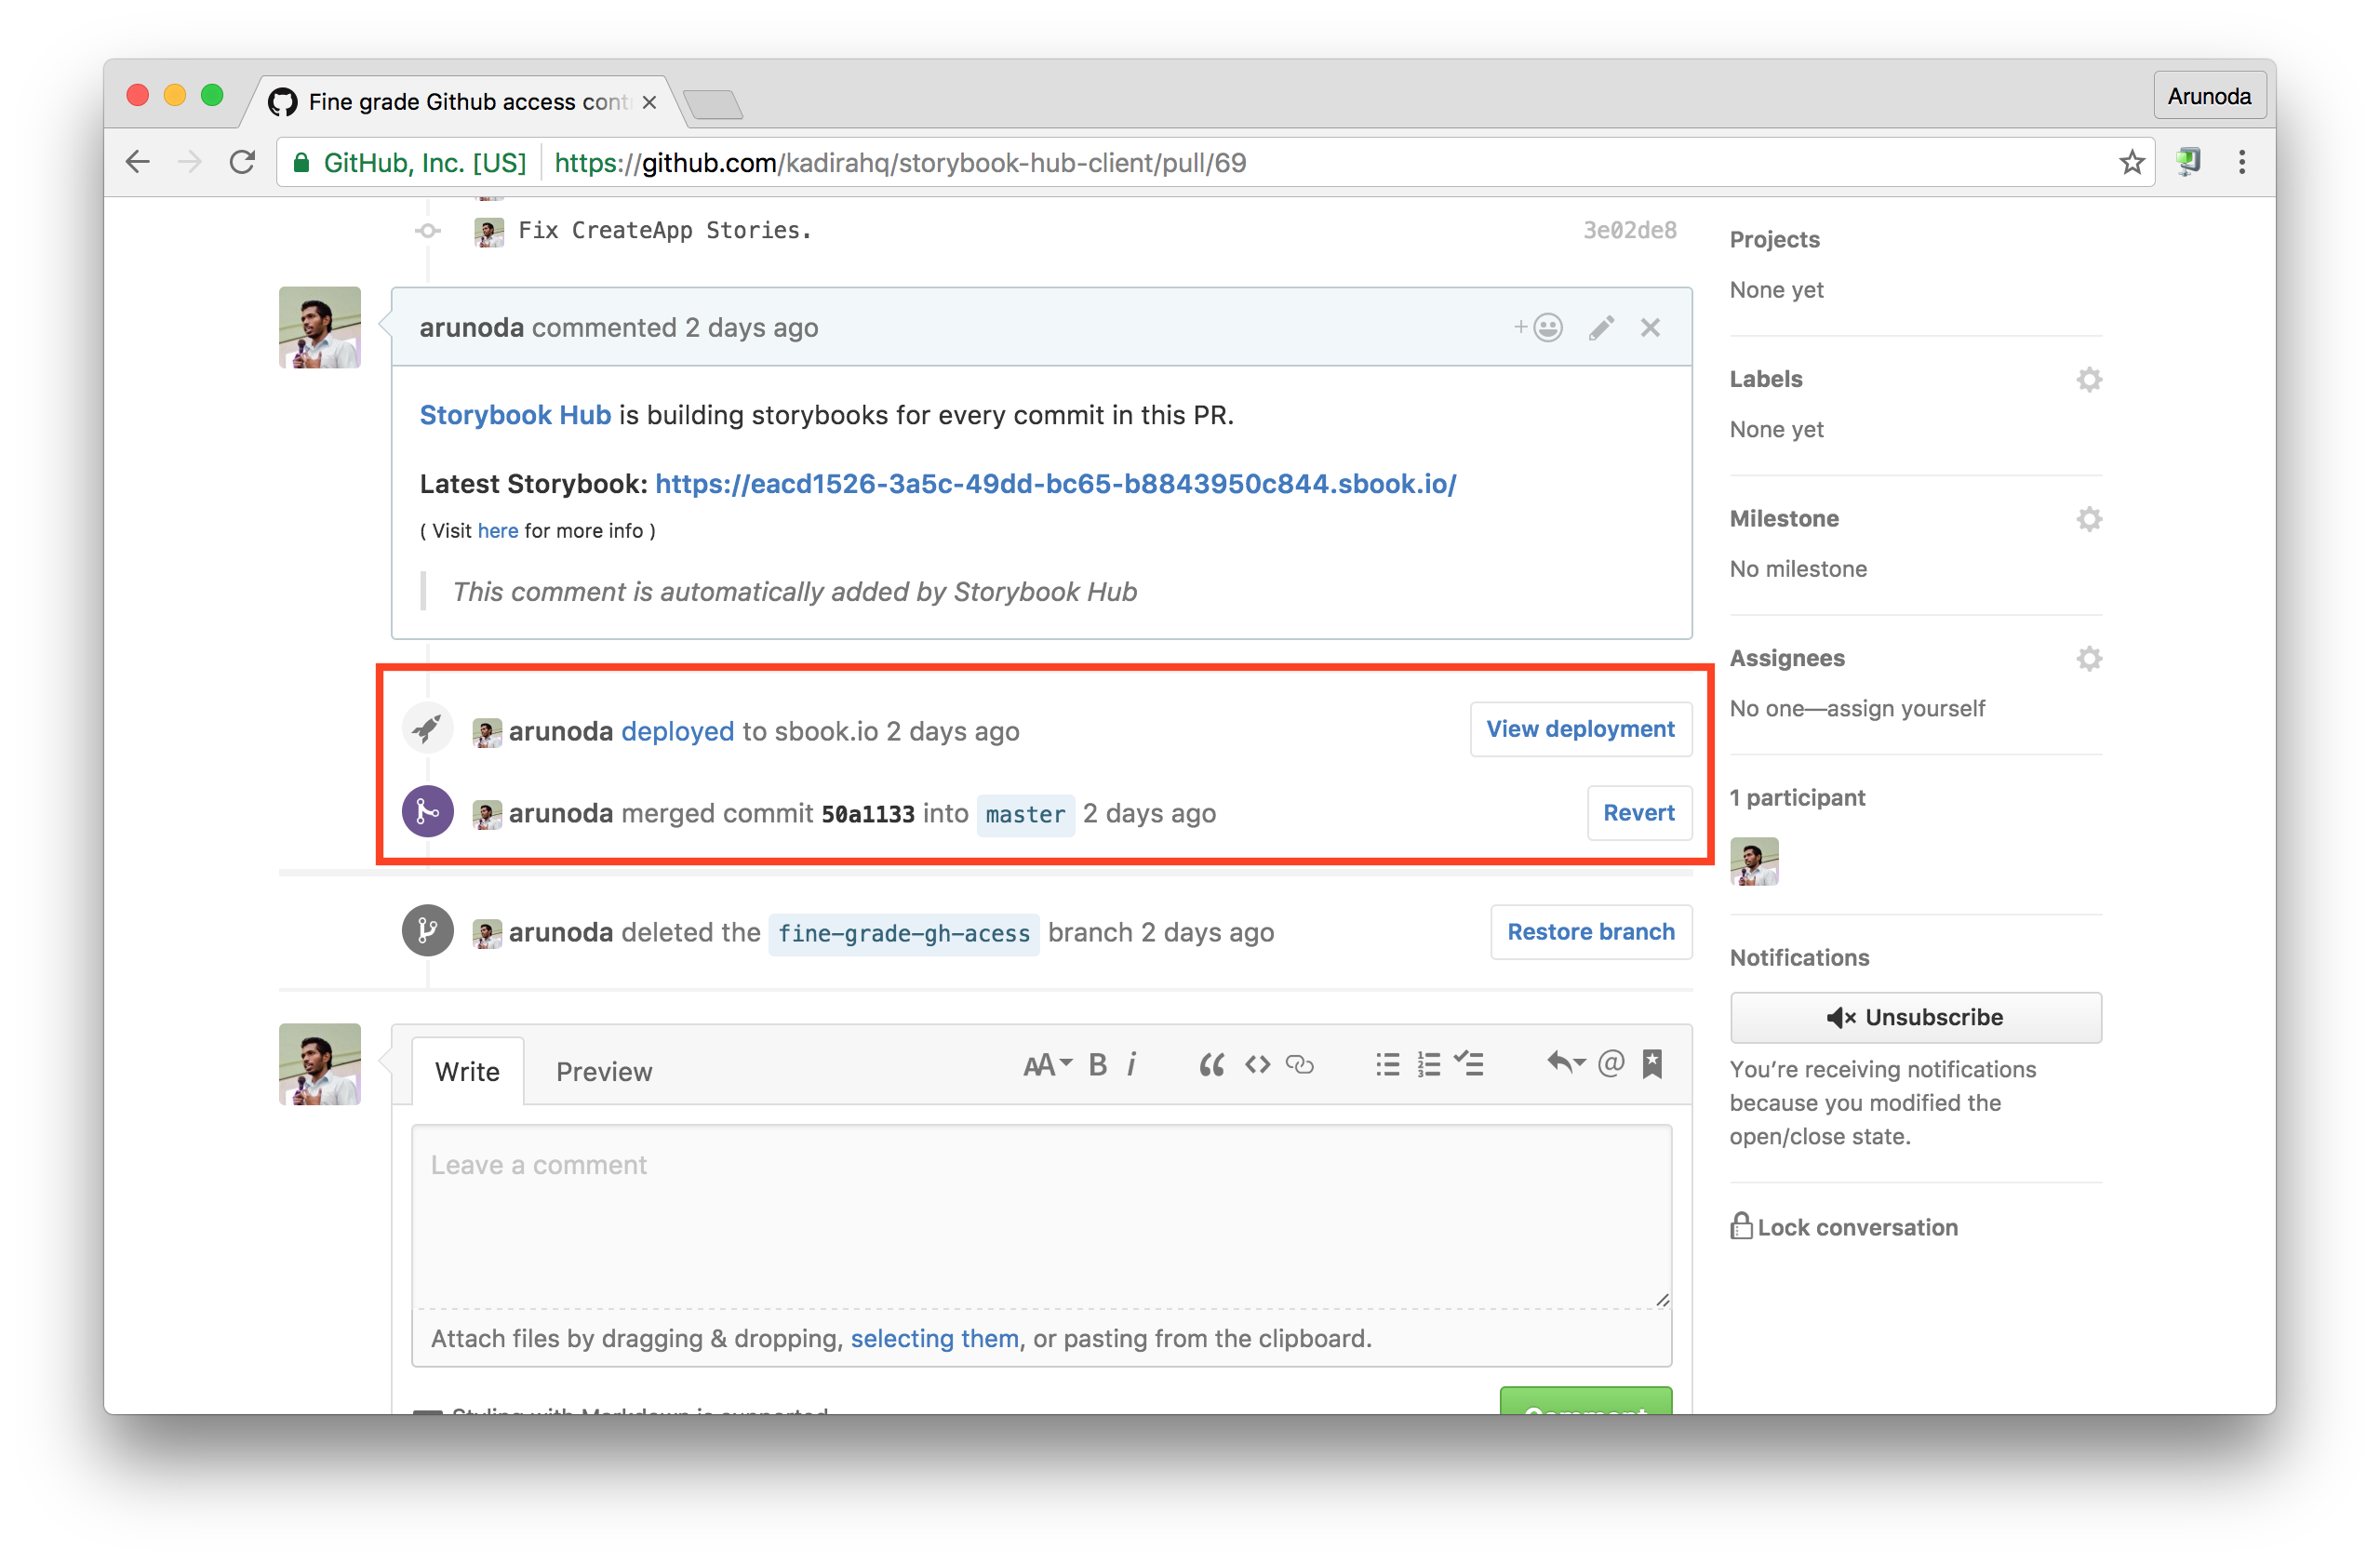 Fine grade Github access cont
Arunoda
GitHub, Inc. [US]
https://github.com/kadirahq/storybook-hub-client/pull/69
Fix CreateApp Stories.
3e02de8
arunoda commented 2 days ago
Storybook Hub is building storybooks for every commit in this PR.
Latest Storybook: https://eacd1526-3a5c-49dd-bc65-b8843950c844.sbook.io/
( Visit here for more info )
This comment is automatically added by Storybook Hub
arunoda deployed to sbook.io 2 days ago
View deployment
arunoda merged commit 50a1133 into master 2 days ago
Revert
arunoda deleted the fine-grade-gh-acess branch 2 days ago
Restore branch
Write
Preview
AA B i
Leave a comment
Attach files by dragging & dropping, selecting them, or pasting from the clipboard.
Styling with Markdown is supported
Comment
Projects
None yet
Labels
None yet
Milestone
No milestone
Assignees
No one—assign yourself
1 participant
Notifications
Unsubscribe
You’re receiving notifications
because you modified the
open/close state.
Lock conversation